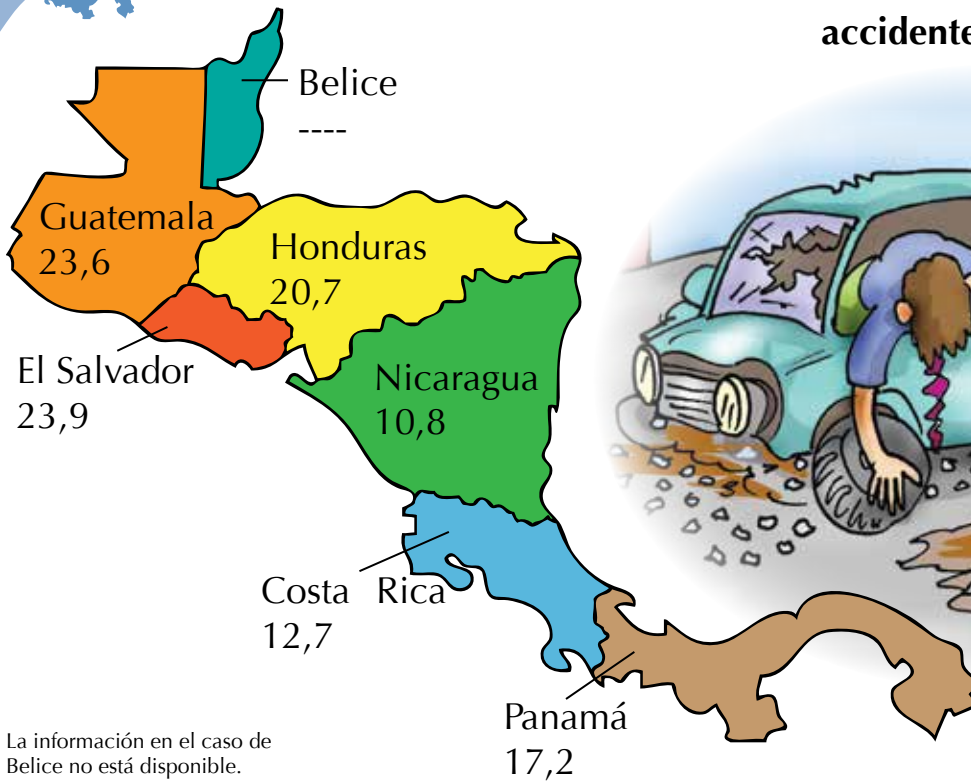 accidente
Belice
----
Guatemala
23,6
Honduras
20,7
El Salvador
23,9
Nicaragua
10,8
Costa Rica
12,7
Panamá
17,2
La información en el caso de
Belice no está disponible.